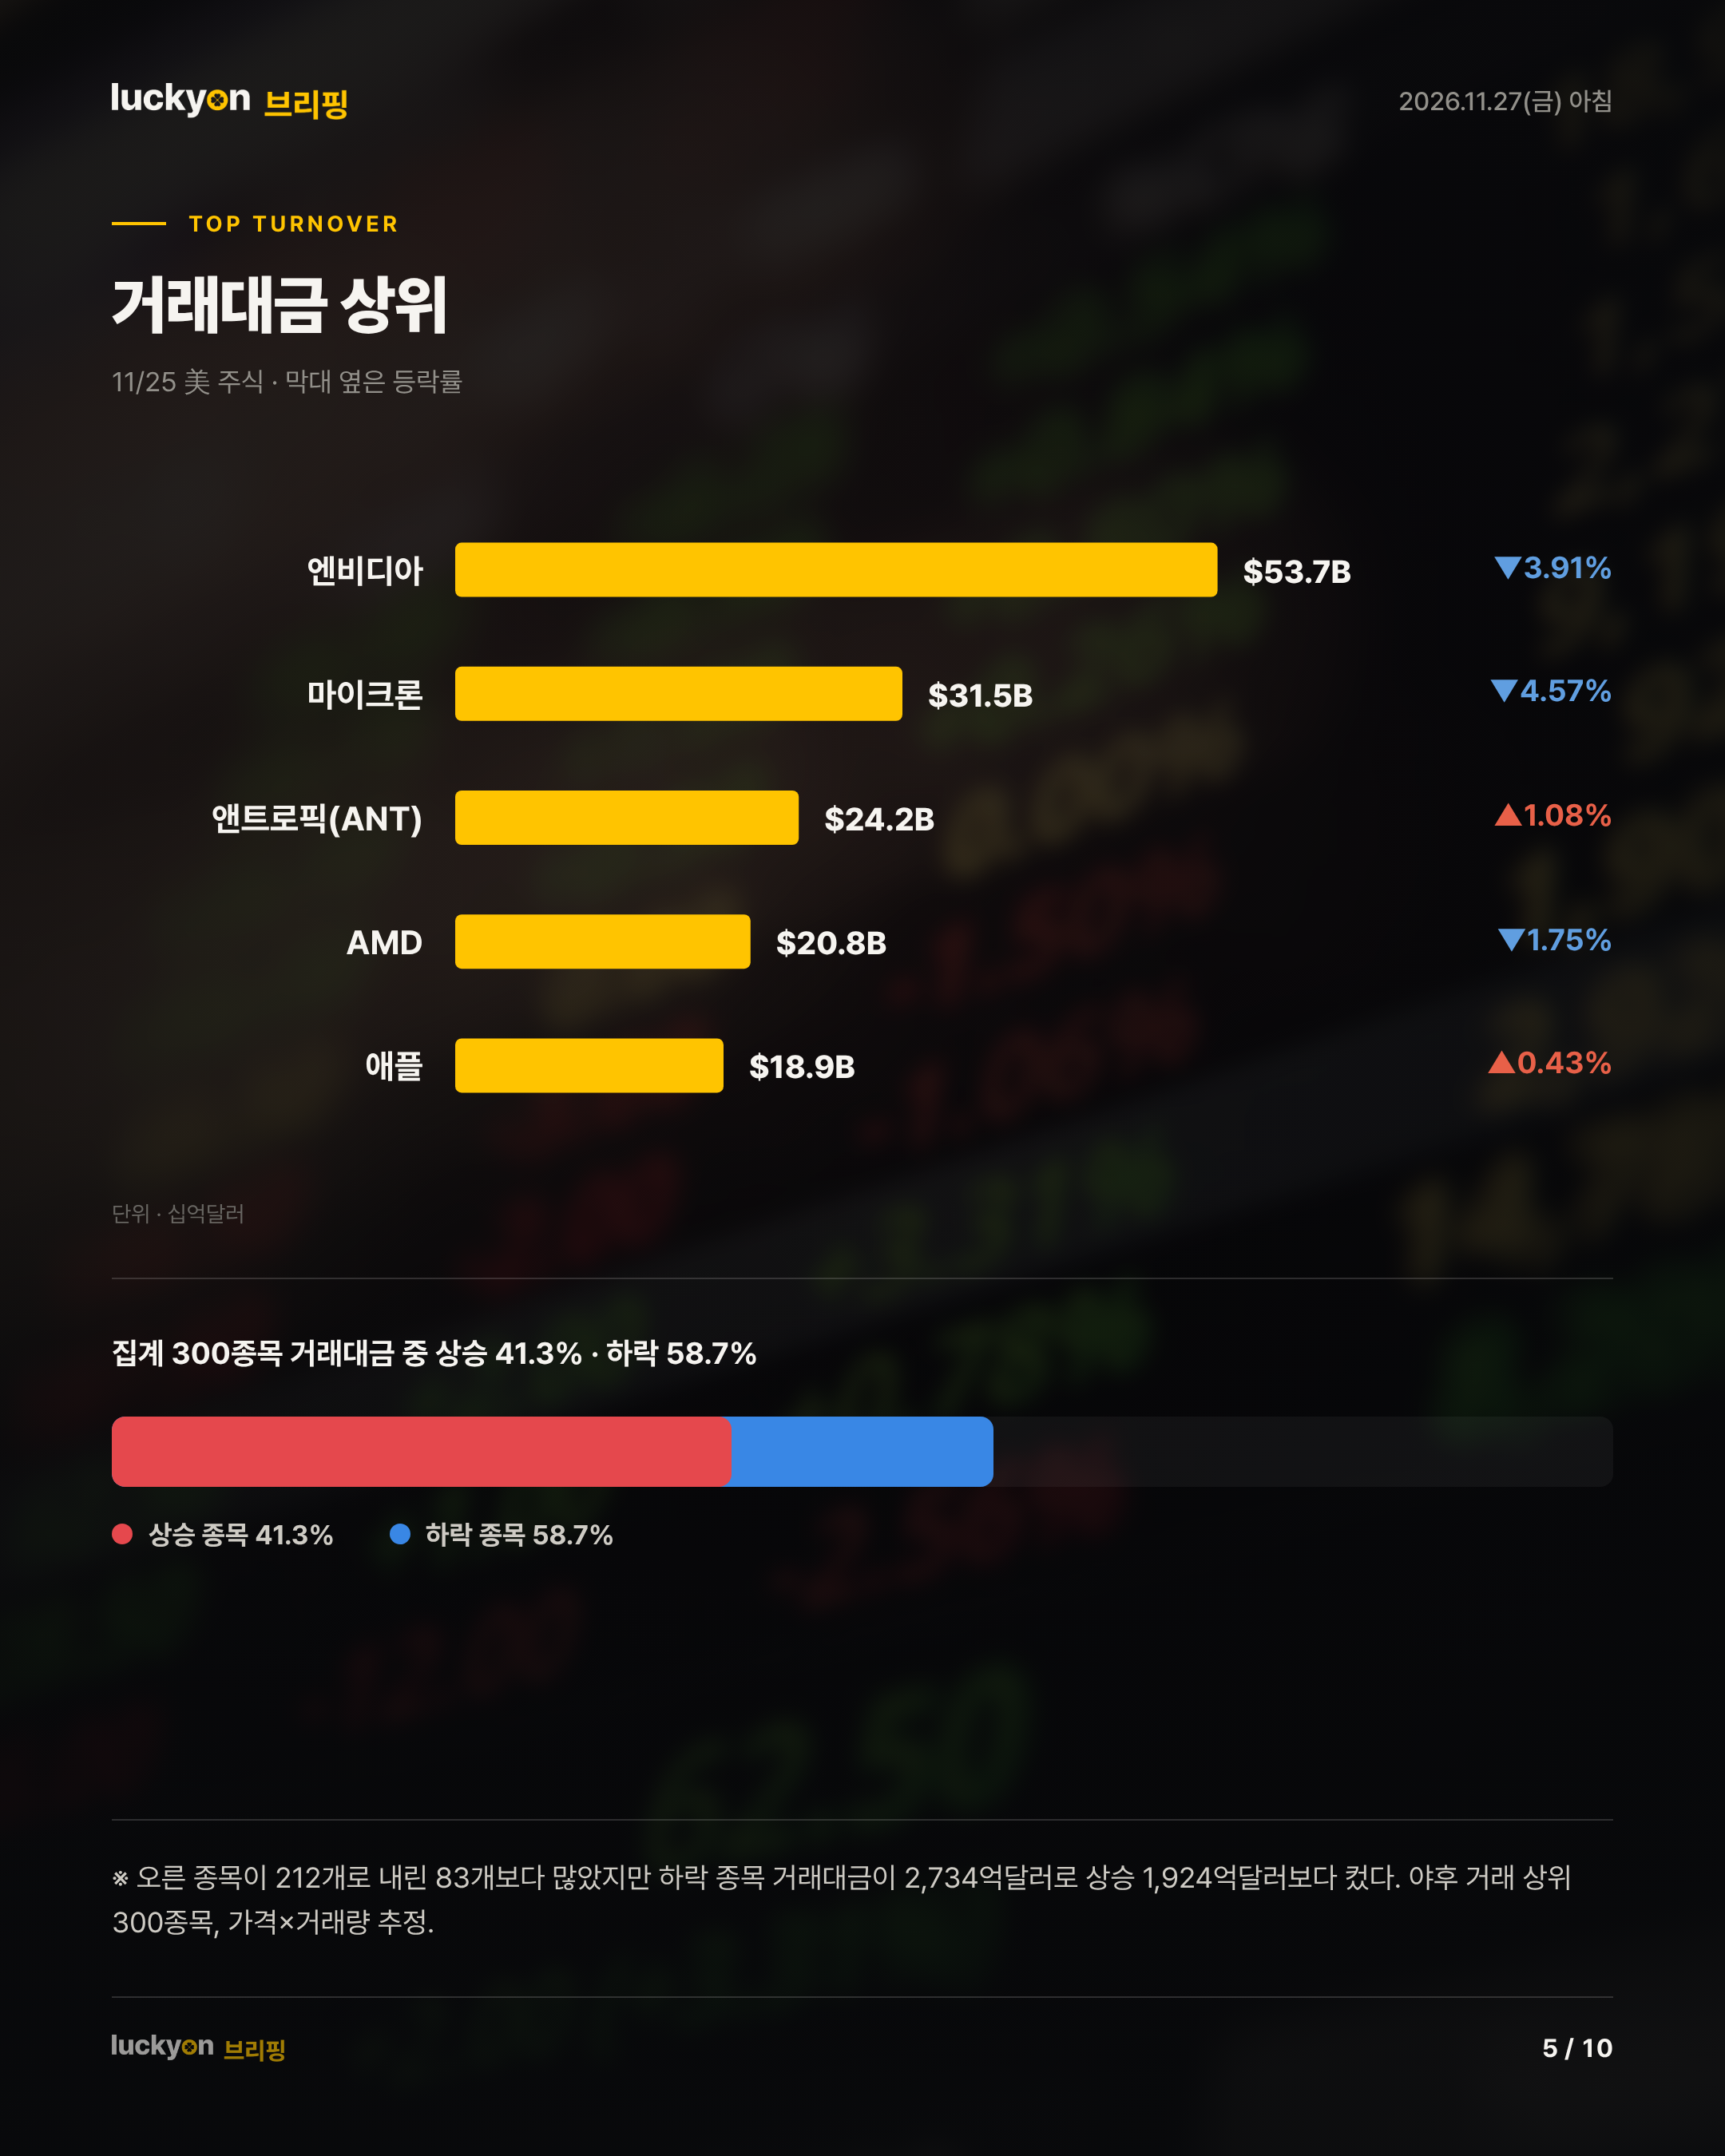 luckyon 브리핑
2026.11.27(금) 아침
TOP TURNOVER
거래대금 상위
11/25 美 주식 · 막대 옆은 등락률
엔비디아 $53.7B ▼3.91%
마이크론 $31.5B ▼4.57%
앤트로픽(ANT) $24.2B ▲1.08%
AMD $20.8B ▼1.75%
애플 $18.9B ▲0.43%
단위 · 십억달러
집계 300종목 거래대금 중 상승 41.3% · 하락 58.7%
상승 종목 41.3% 하락 종목 58.7%
※ 오른 종목이 212개로 내린 83개보다 많았지만 하락 종목 거래대금이 2,734억달러로 상승 1,924억달러보다 컸다. 야후 거래 상위
300종목, 가격×거래량 추정.
luckyon 브리핑
5 / 10